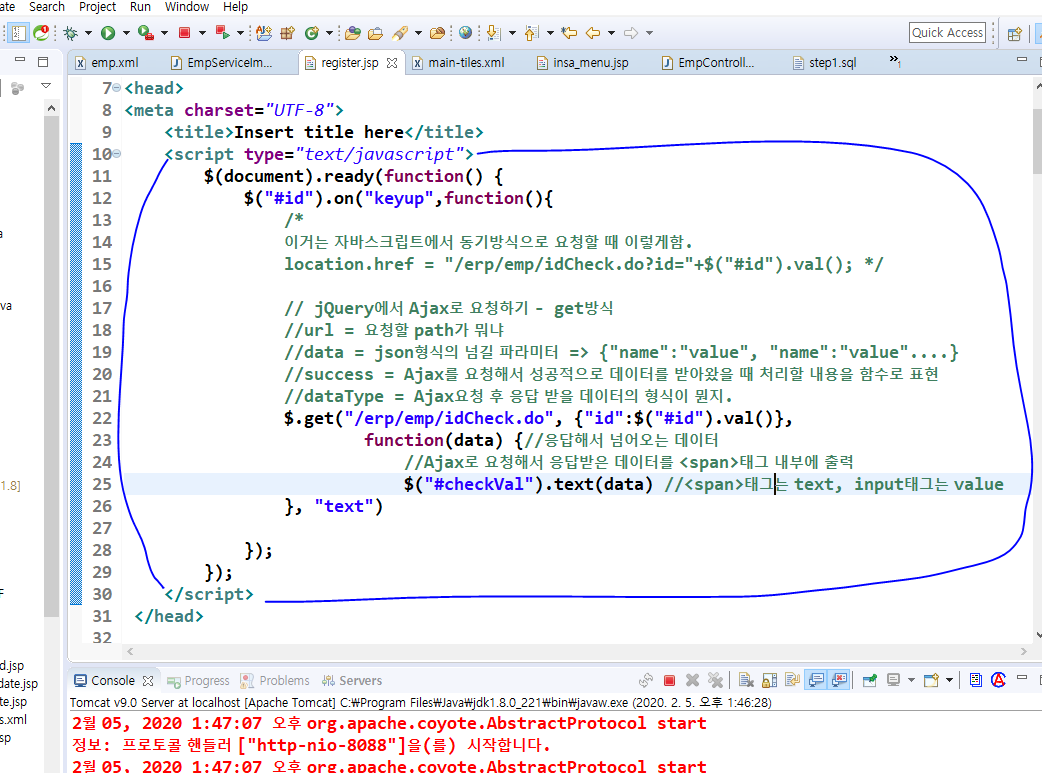 ate Search Project Run Window Help
Quick Access
emp.xml EmpServiceIm... register.jsp main-tiles.xml insa_menu.jsp EmpControll... step1.sql »1
7 <head>
8 <meta charset="UTF-8">
9 <title>Insert title here</title>
10 <script type="text/javascript">
11 $(document).ready(function() {
12 $("#id").on("keyup",function(){
13 /*
14 이거는 자바스크립트에서 동기방식으로 요청할 때 이렇게함.
15 location.href = "/erp/emp/idCheck.do?id="+$("#id").val(); */
16
17 // jQuery에서 Ajax로 요청하기 - get방식
18 //url = 요청할 path가 뭐냐
19 //data = json형식의 넘길 파라미터 => {"name":"value", "name":"value"....}
20 //success = Ajax를 요청해서 성공적으로 데이터를 받아왔을 때 처리할 내용을 함수로 표현
21 //dataType = Ajax요청 후 응답 받을 데이터의 형식이 뭔지.
22 $.get("/erp/emp/idCheck.do", {"id":$("#id").val()},
23 function(data) {//응답해서 넘어오는 데이터
24 //Ajax로 요청해서 응답받은 데이터를 <span>태그 내부에 출력
25 $("#checkVal").text(data) //<span>태그는 text, input태그는 value
26 }, "text")
27
28 });
29 });
30 </script>
31 </head>
32
a
va
1.8]
F
d.jsp
date.jsp
te.jsp
s.xml
sp
Console Progress Problems Servers
Tomcat v9.0 Server at localhost [Apache Tomcat] C:₩Program Files₩Java₩jdk1.8.0_221₩bin₩javaw.exe (2020. 2. 5. 오후 1:46:28)
2월 05, 2020 1:47:07 오후 org.apache.coyote.AbstractProtocol start
정보: 프로토콜 핸들러 ["http-nio-8088"]을(를) 시작합니다.
2월 05, 2020 1:47:07 오후 org.apache.coyote.AbstractProtocol start